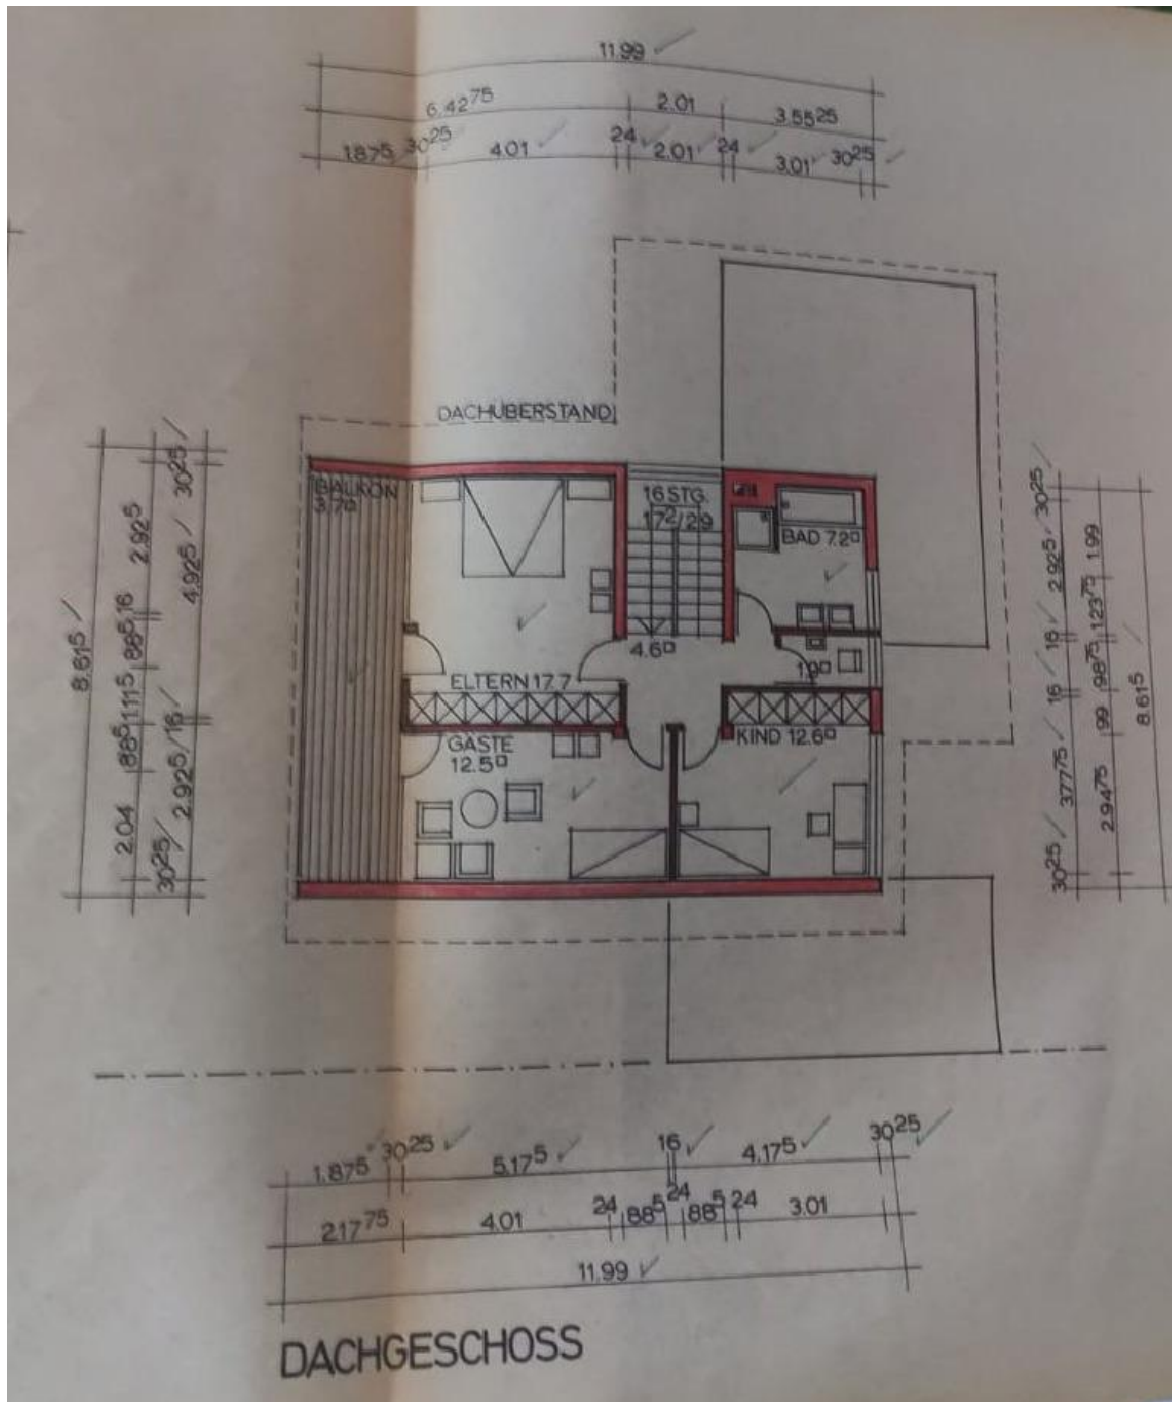 11.99
6.42⁷⁵ 2.01 3.55²⁵
1.87⁵ 30²⁵ 4.01 24 2.01 24 3.01 30²⁵
DACHÜBERSTAND
BALKON
16 STG.
17²/29
BAD 7.2
4.6
1.9
ELTERN 17.7
GÄSTE
12.5
KIND 12.6
8.61⁵
2.04 88⁵ 1.11⁵ 88⁵ 16 2.92⁵
30²⁵ 2.92⁵ 16 4.92⁵ 30²⁵
30²⁵ 3.77⁷⁵ 16 16 2.92⁵ 30²⁵
2.94⁷⁵ 99 98⁷⁵ 1.23⁷⁵ 1.99
8.61⁵
1.87⁵ 30²⁵ 5.17⁵ 16 4.17⁵ 30²⁵
2.17⁷⁵ 4.01 24 88⁵ 24 88⁵ 24 3.01
11.99
DACHGESCHOSS